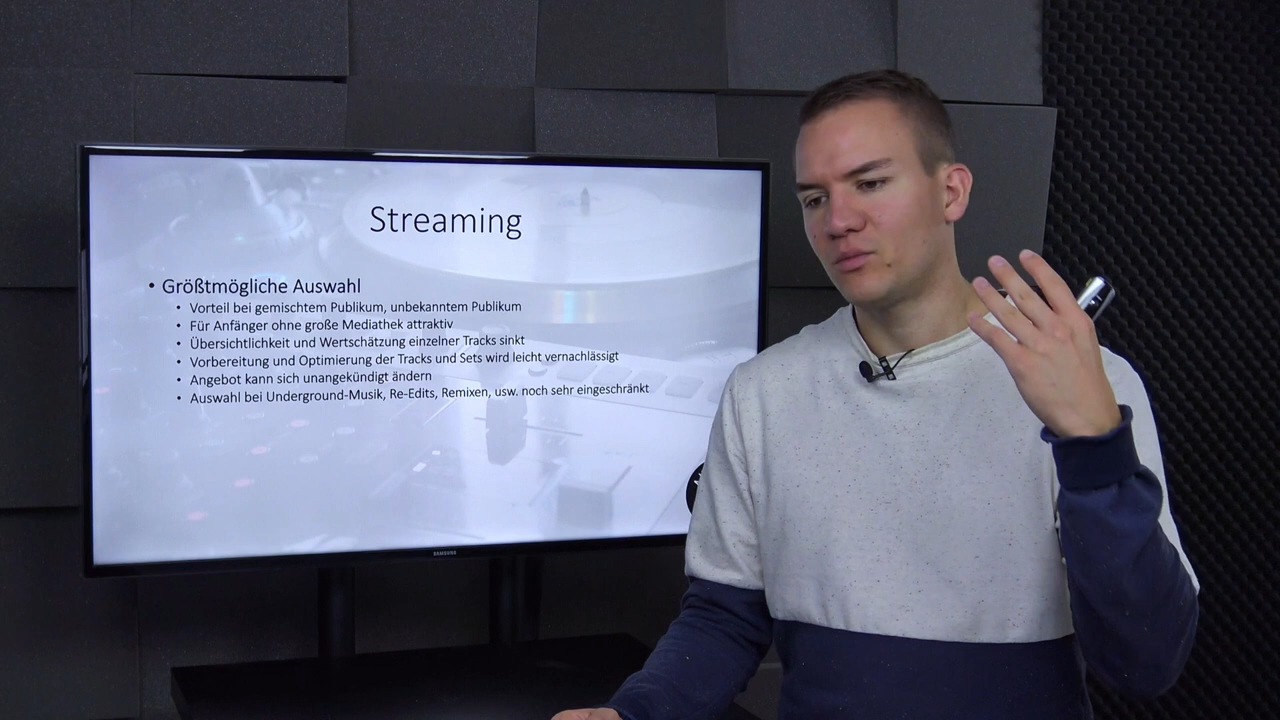 Streaming
• Größtmögliche Auswahl
• Vorteil bei gemischtem Publikum, unbekanntem Publikum
• Für Anfänger ohne große Mediathek attraktiv
• Übersichtlichkeit und Wertschätzung einzelner Tracks sinkt
• Vorbereitung und Optimierung der Tracks und Sets wird leicht vernachlässigt
• Angebot kann sich unangekündigt ändern
• Auswahl bei Underground-Musik, Re-Edits, Remixen, usw. noch sehr eingeschränkt
SAMSUNG